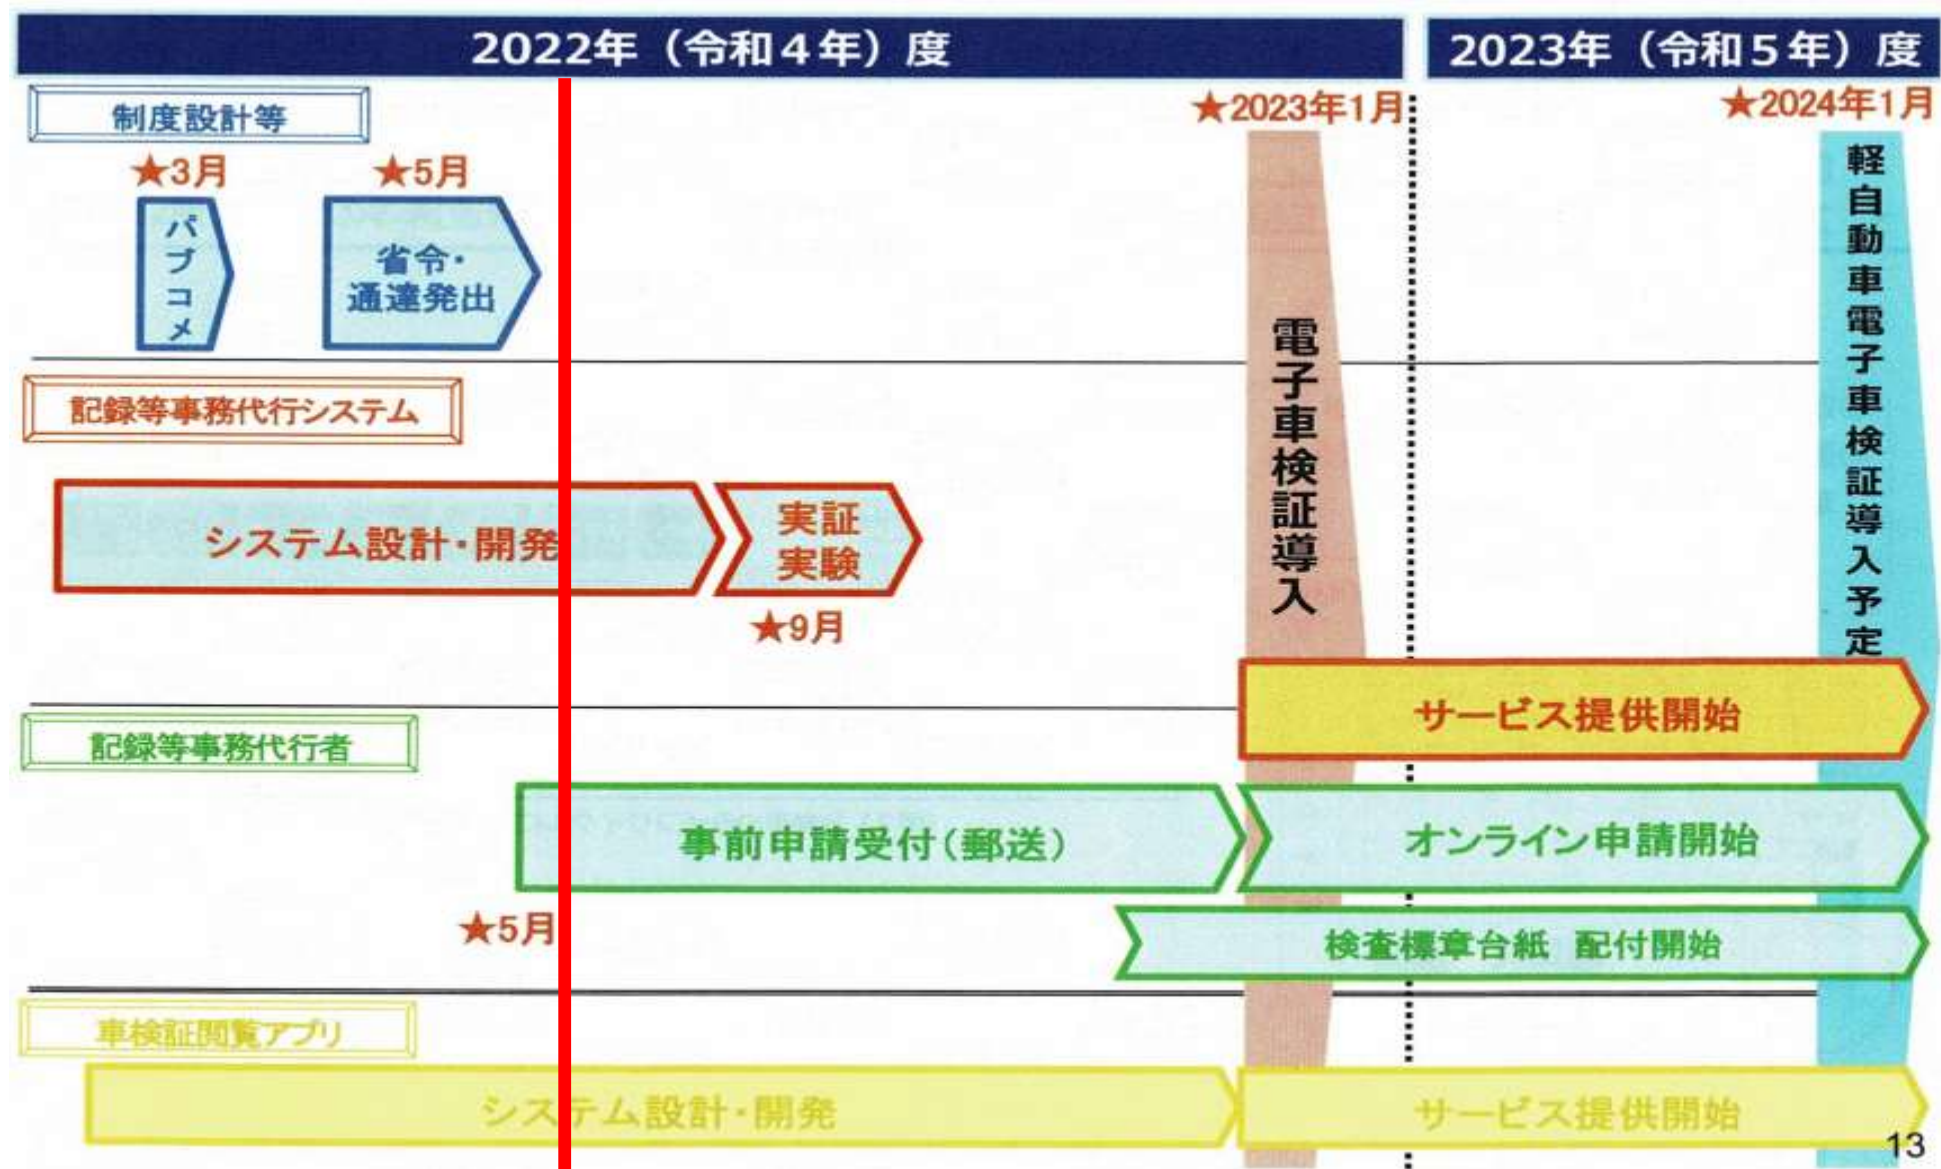 2022年（令和４年）度
2023年（令和５年）度
制度設計等
★2023年1月
★2024年1月
★3月
★5月
パブコメ
省令・
通達発出
電子車検証導入
軽自動車電子車検証導入予定
記録等事務代行システム
システム設計・開発
実証
実験
★9月
サービス提供開始
記録等事務代行者
事前申請受付（郵送）
オンライン申請開始
★5月
検査標章台紙 配付開始
車検証閲覧アプリ
システム設計・開発
サービス提供開始
13